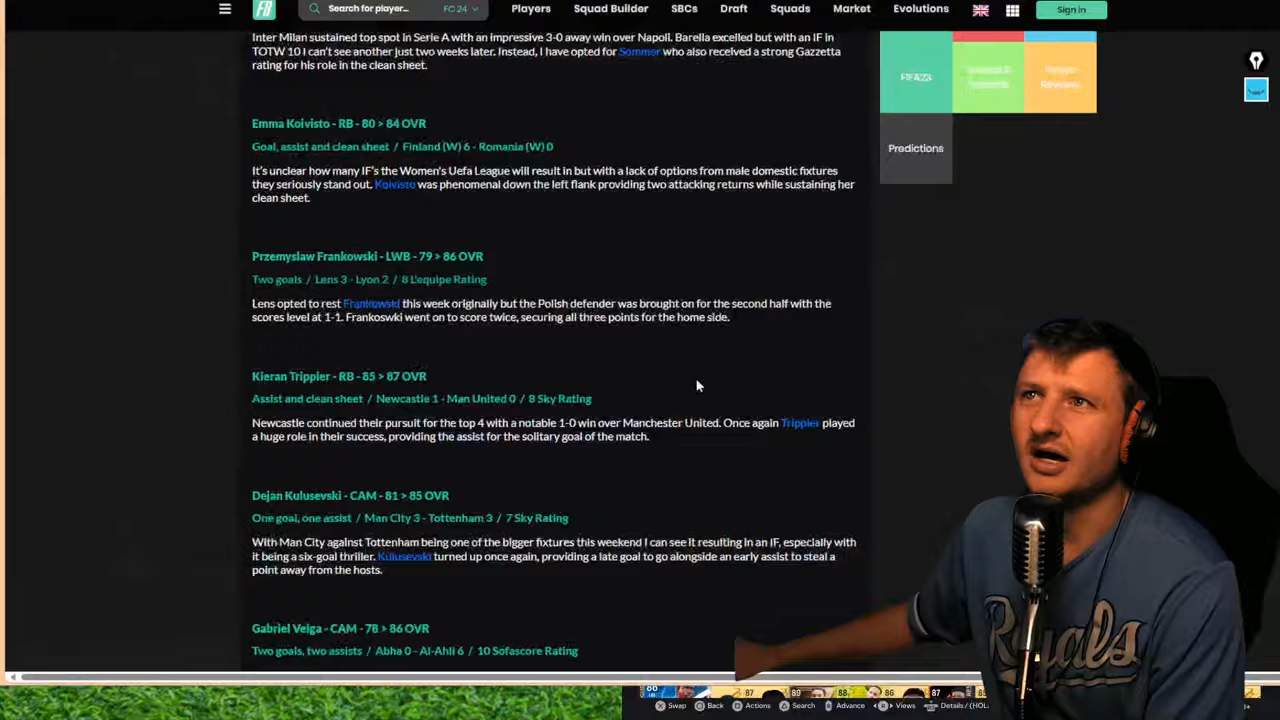 Search for player... FC 24
Players Squad Builder SBCs Draft Squads Market Evolutions Sign in
Inter Milan sustained top spot in Serie A with an impressive 3-0 away win over Napoli. Barella excelled but with an IF in
TOTW 10 I can't see another just two weeks later. Instead, I have opted for Sommer who also received a strong Gazzetta
rating for his role in the clean sheet.
FIFA 23
Player Reviews
Predictions
Emma Koivisto - RB - 80 > 84 OVR
Goal, assist and clean sheet / Finland (W) 6 - Romania (W) 0
It's unclear how many IF's the Women's Uefa League will result in but with a lack of options from male domestic fixtures
they seriously stand out. Koivisto was phenomenal down the left flank providing two attacking returns while sustaining her
clean sheet.
Przemyslaw Frankowski - LWB - 79 > 86 OVR
Two goals / Lens 3 - Lyon 2 / 8 L'equipe Rating
Lens opted to rest Frankowski this week originally but the Polish defender was brought on for the second half with the
scores level at 1-1. Frankoswki went on to score twice, securing all three points for the home side.
Kieran Trippier - RB - 85 > 87 OVR
Assist and clean sheet / Newcastle 1 - Man United 0 / 8 Sky Rating
Newcastle continued their pursuit for the top 4 with a notable 1-0 win over Manchester United. Once again Trippier played
a huge role in their success, providing the assist for the solitary goal of the match.
Dejan Kulusevski - CAM - 81 > 85 OVR
One goal, one assist / Man City 3 - Tottenham 3 / 7 Sky Rating
With Man City against Tottenham being one of the bigger fixtures this weekend I can see it resulting in an IF, especially with
it being a six-goal thriller. Kulusevski turned up once again, providing a late goal to go alongside an early assist to steal a
point away from the hosts.
Gabriel Veiga - CAM - 78 > 86 OVR
Two goals, two assists / Abha 0 - Al-Ahli 6 / 10 Sofascore Rating
Royals
86 87 89 88 86 87
Swap Back Actions Search Advance Views Details / (HOL